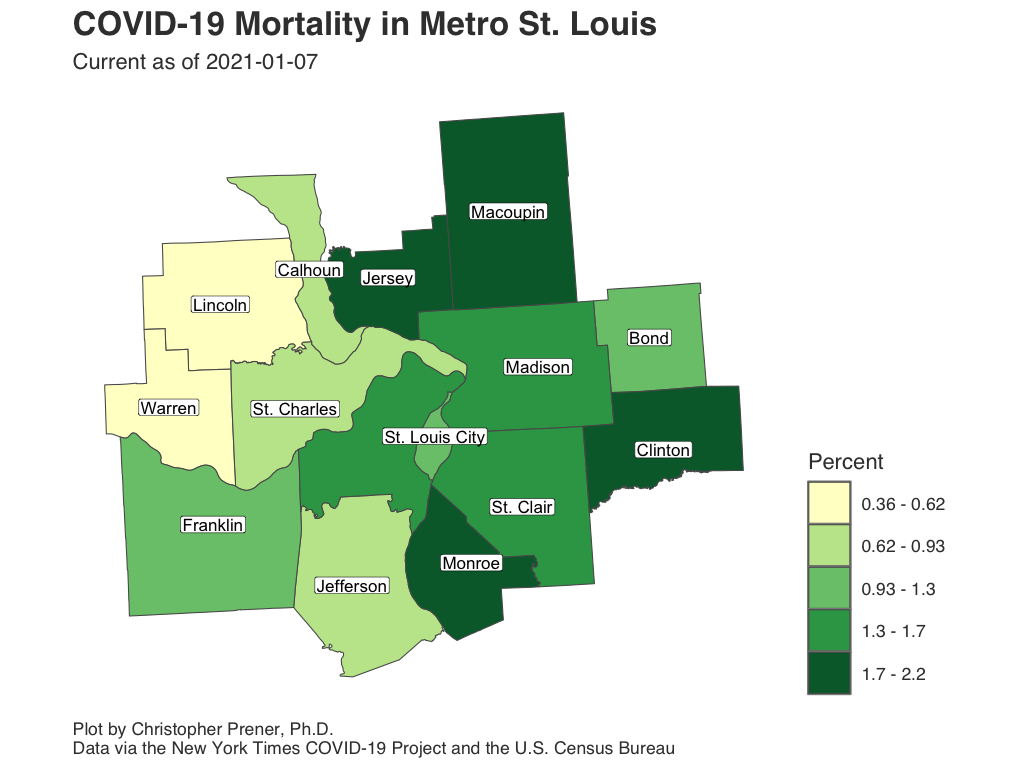 COVID-19 Mortality in Metro St. Louis
Current as of 2021-01-07
Macoupin
Calhoun
Jersey
Lincoln
Bond
Madison
Warren
St. Charles
St. Louis City
Clinton
St. Clair
Franklin
Monroe
Jefferson
Percent
0.36 - 0.62
0.62 - 0.93
0.93 - 1.3
1.3 - 1.7
1.7 - 2.2
Plot by Christopher Prener, Ph.D.
Data via the New York Times COVID-19 Project and the U.S. Census Bureau